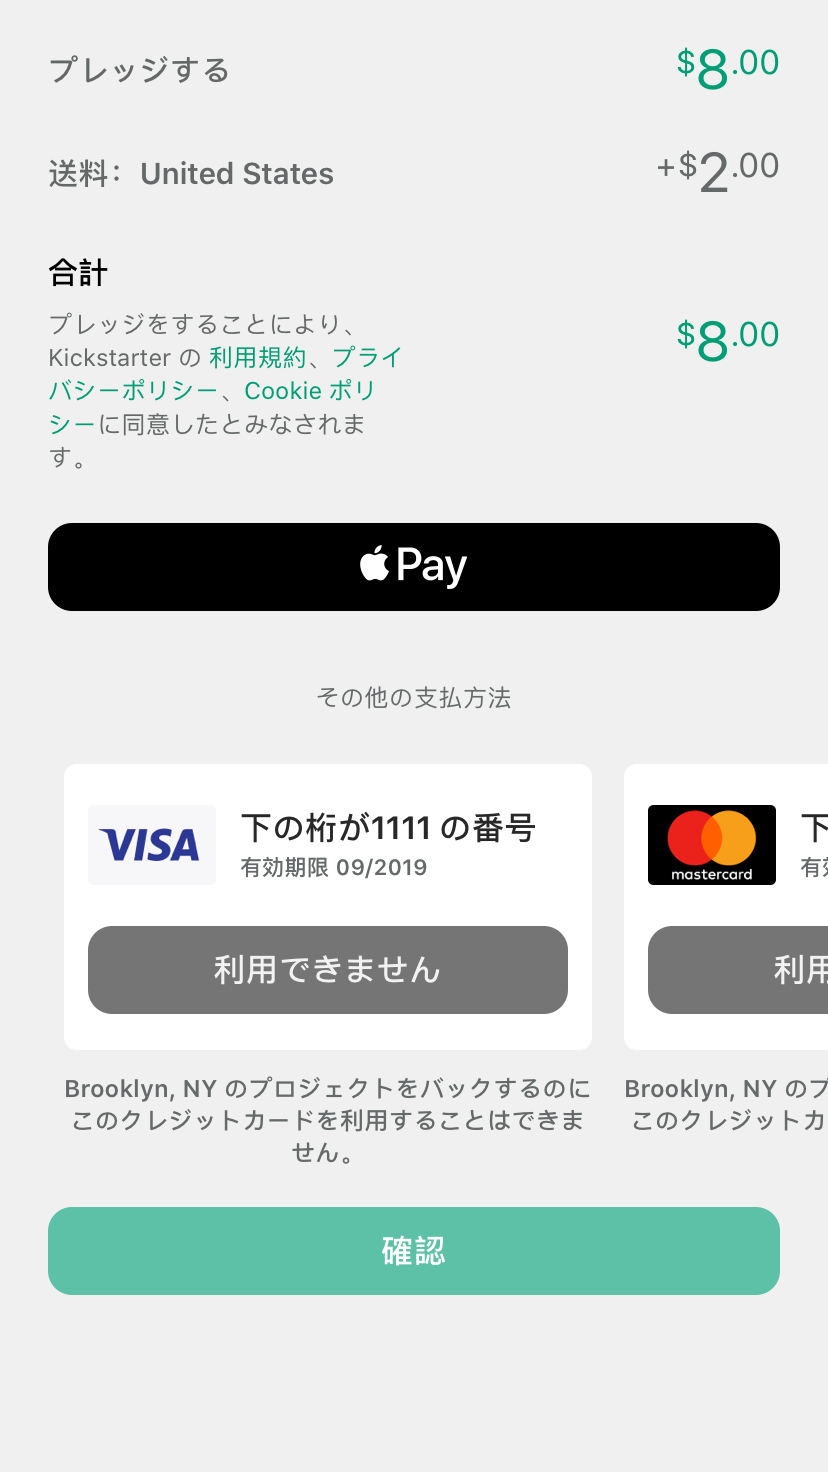 プレッジする $8.00
送料： United States +$2.00
合計
プレッジをすることにより、
Kickstarter の 利用規約、プライ
バシーポリシー、Cookie ポリ
シーに同意したとみなされま
す。
$8.00
Pay
その他の支払方法
VISA
下の桁が1111 の番号
有効期限 09/2019
利用できません
Brooklyn, NY のプロジェクトをバックするのに
このクレジットカードを利用することはできま
せん。
mastercard
下
有
利用
Brooklyn, NY のプ
このクレジットカ
確認